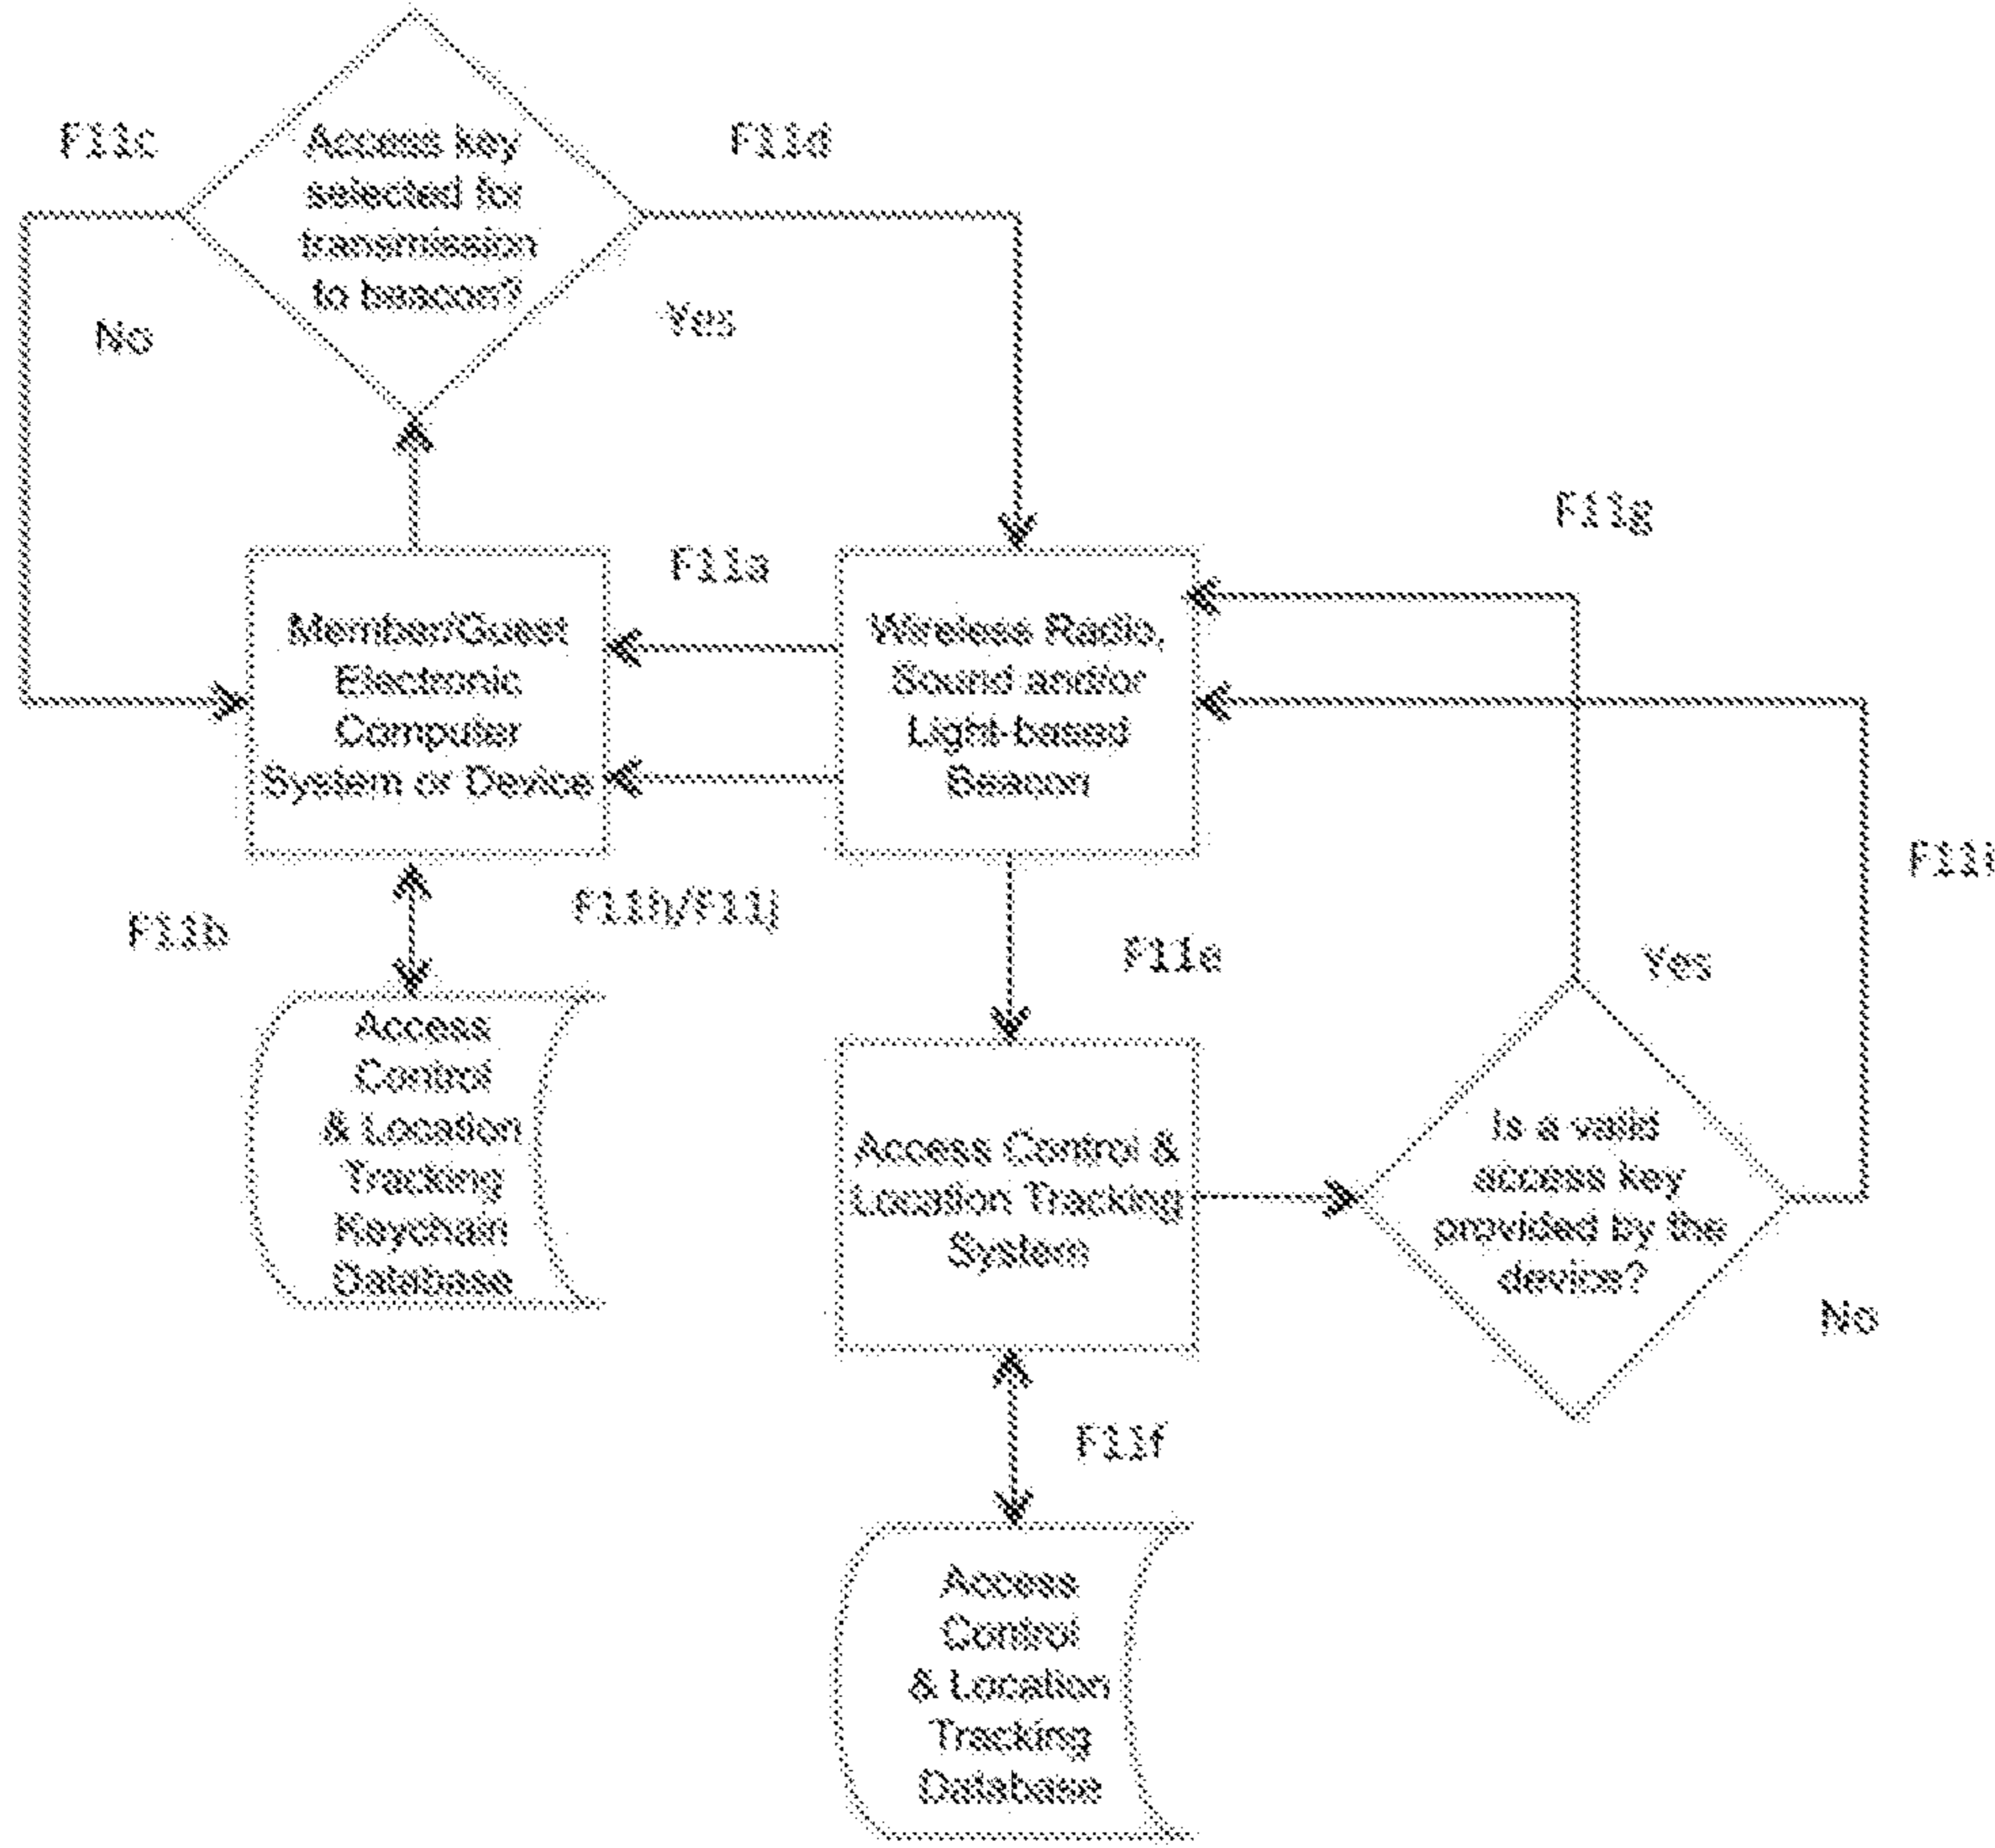 F11c
Access key
selected for
transmission
to beacon?
F11d
No
Yes
F11g
F11a
Member/Guest
Electronic
Computer
System or Device
Wireless Radio,
Sound and/or
Light-based
Beacon
F11i
F11b
F11h/F11j
F11e
Yes
Access
Control
& Location
Tracking
Keychain
Database
Access Control &
Location Tracking
System
Is a valid
access key
provided by the
device?
No
F11f
Access
Control
& Location
Tracking
Database